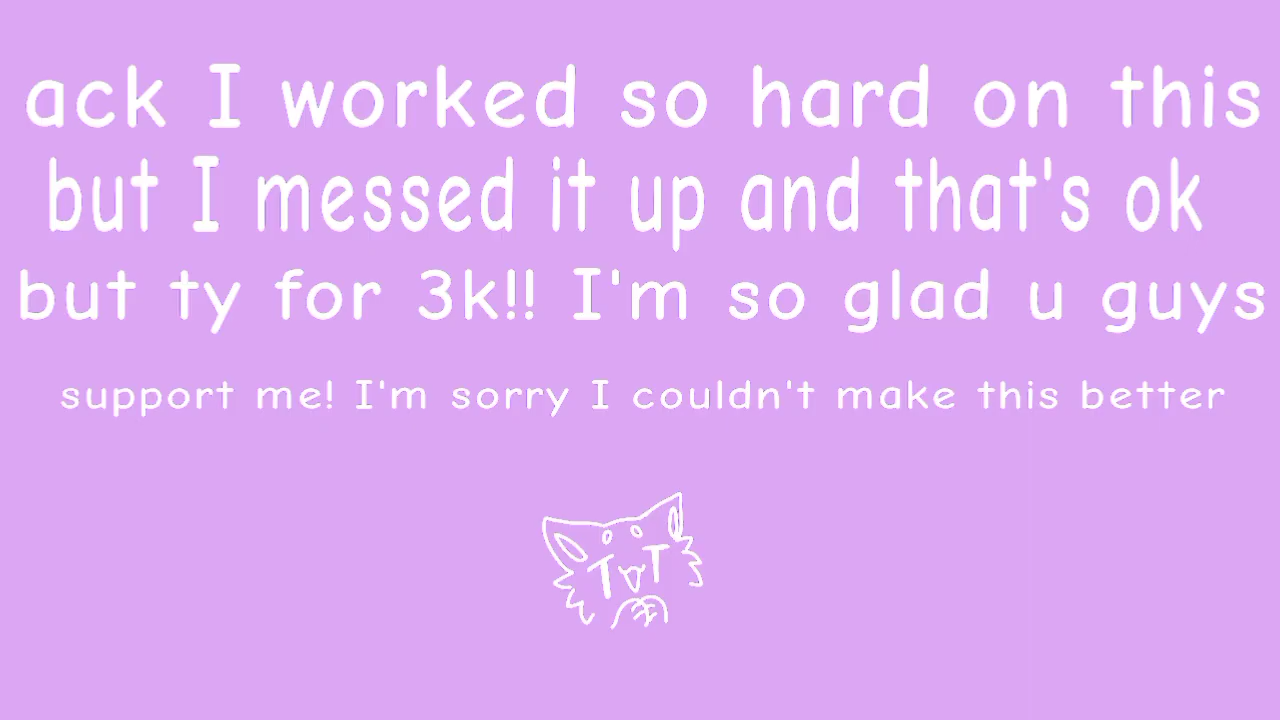 ack I worked so hard on this
but I messed it up and that's ok
but ty for 3k!! I'm so glad u guys
support me! I'm sorry I couldn't make this better